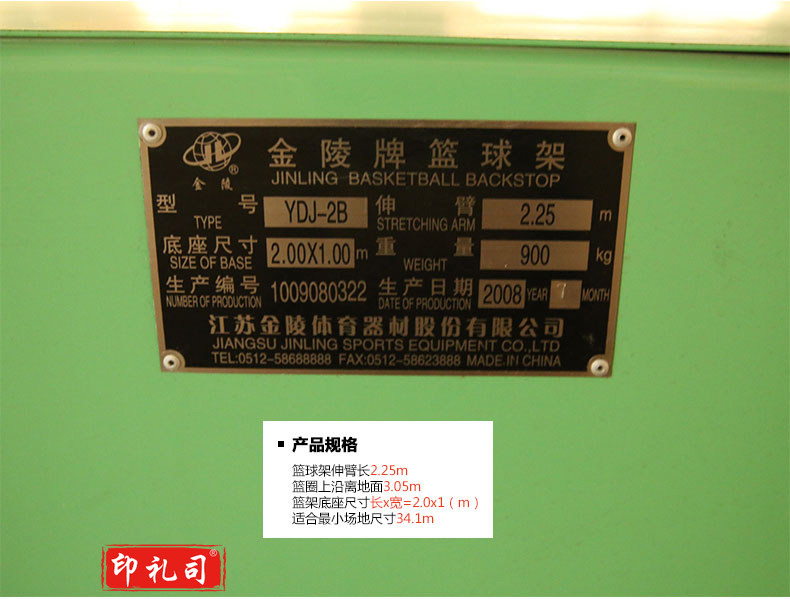 JL®
金陵
金陵牌篮球架
JINLING BASKETBALL BACKSTOP
型号 YDJ-2B 伸臂 2.25 m
TYPE STRETCHING ARM
底座尺寸 2.00X1.00 m 重量 900 kg
SIZE OF BASE WEIGHT
生产编号 1009080322 生产日期 2008 YEAR 7 MONTH
NUMBER OF PRODUCTION DATE OF PRODUCTION
江苏金陵体育器材股份有限公司
JIANGSU JINLING SPORTS EQUIPMENT CO.,LTD
TEL:0512-58688888 FAX:0512-58623888 MADE IN CHINA
▪ 产品规格
篮球架伸臂长2.25m
篮圈上沿离地面3.05m
篮架底座尺寸长x宽=2.0x1（m）
适合最小场地尺寸34.1m
印礼司®